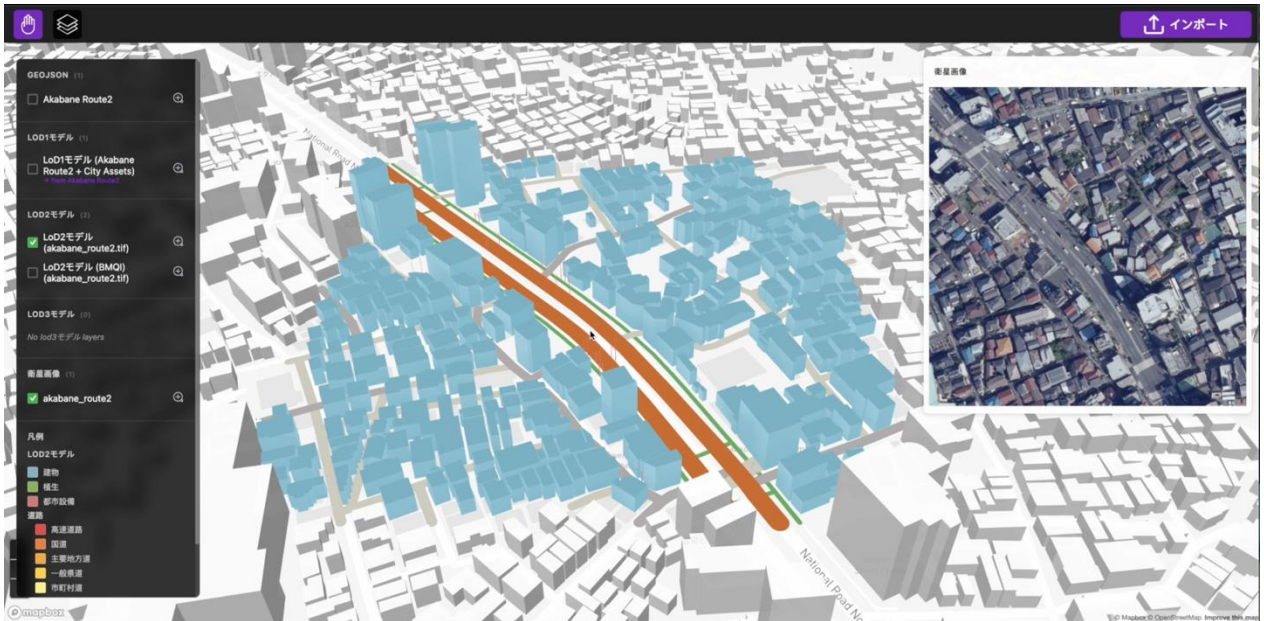 インポート
GEOJSON (1)
Akabane Route2
LOD1モデル (1)
LoD1モデル (Akabane
Route2 + City Assets)
+ from Akabane Route2
LOD2モデル (2)
LoD2モデル
(akabane_route2.tif)
LoD2モデル (BMQI)
(akabane_route2.tif)
LOD3モデル (0)
No lod3モデル layers
衛星画像 (1)
akabane_route2
凡例
LOD2モデル
建物
植生
都市設備
道路
高速道路
国道
主要地方道
一般県道
市町村道
衛星画像
National Road N
National Road No
mapbox
© Mapbox © OpenStreetMap Improve this map